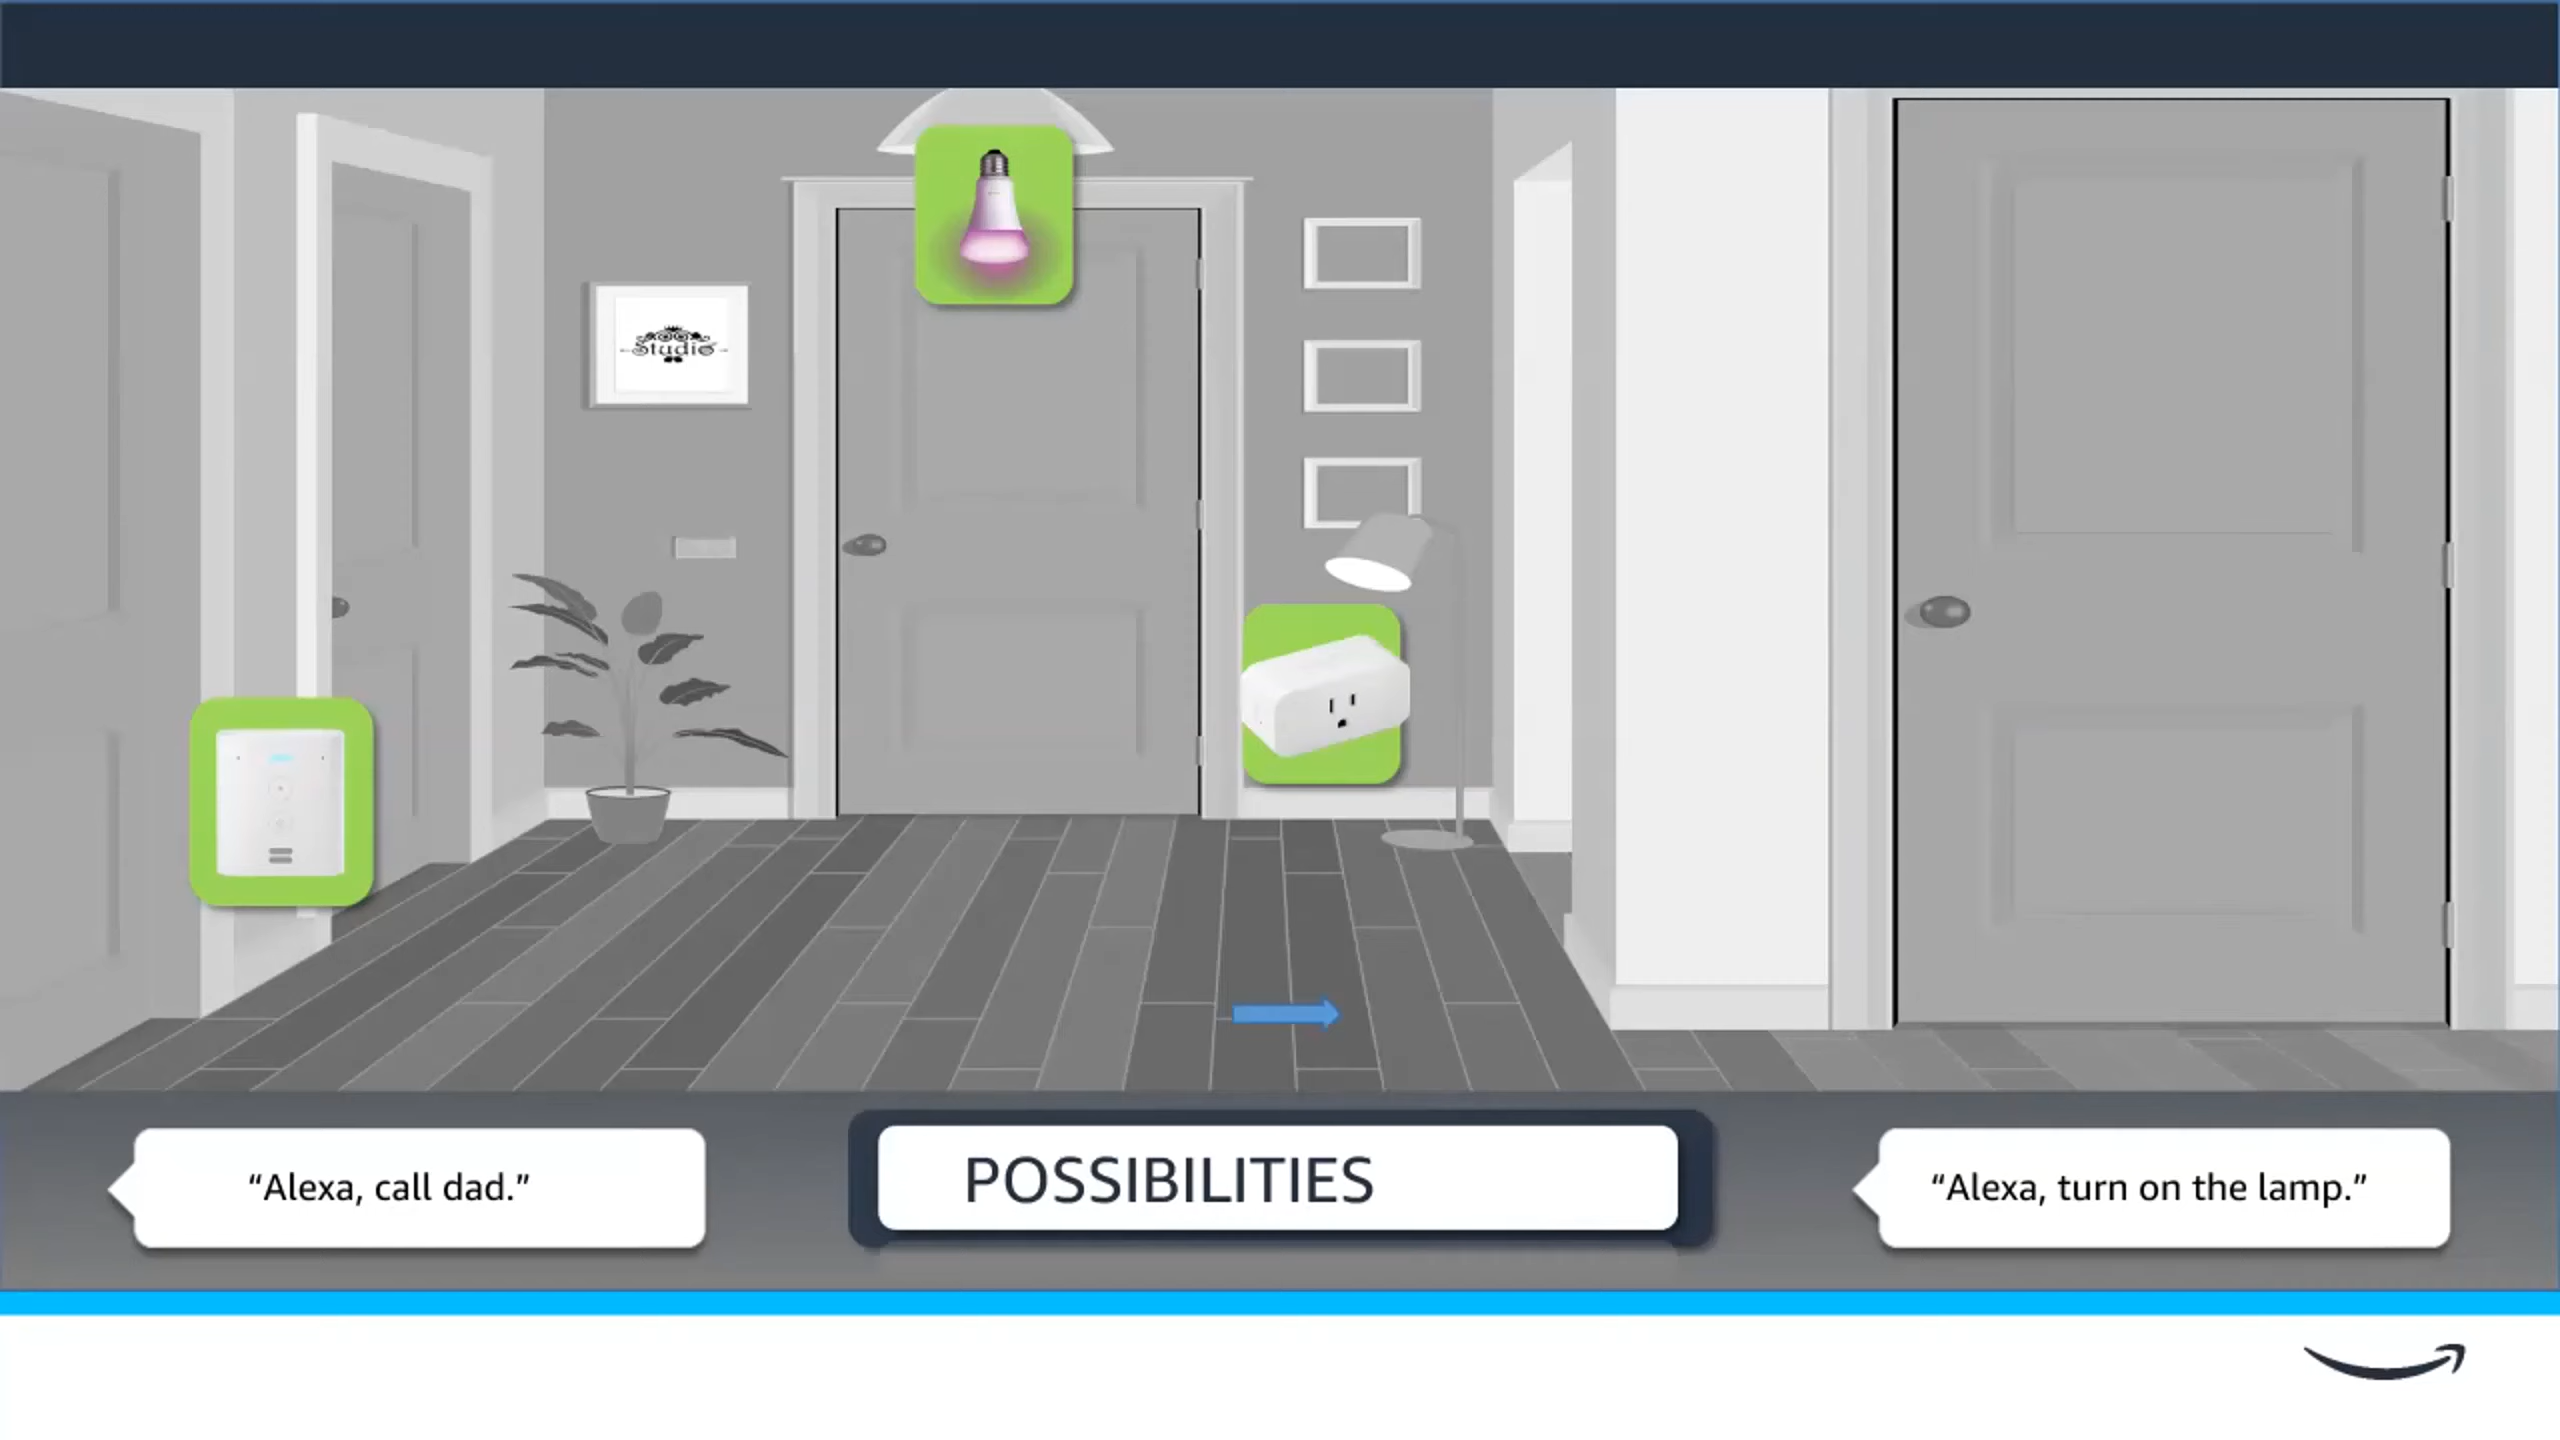 Studio
“Alexa, call dad.”
POSSIBILITIES
“Alexa, turn on the lamp.”